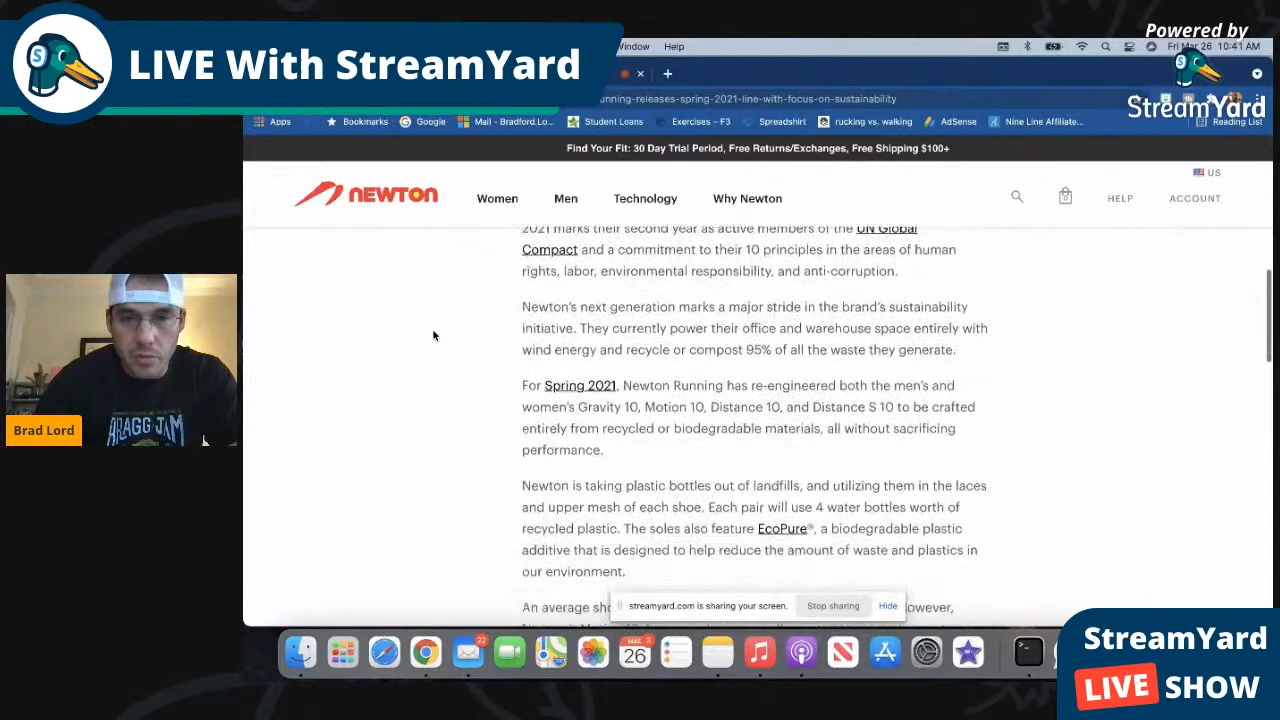 LIVE With StreamYard
Powered by
StreamYard
Window Help
Fri Mar 26 10:41 AM
unning-releases-spring-2021-line-with-focus-on-sustainability
Apps Bookmarks Google Mail - Bradford.Lo... Student Loans Exercises – F3 Spreadshirt rucking vs. walking AdSense Nine Line Affiliate... Reading List
Find Your Fit: 30 Day Trial Period, Free Returns/Exchanges, Free Shipping $100+
US
NEWTON Women Men Technology Why Newton 0 HELP ACCOUNT
2021 marks their second year as active members of the UN Global
Compact and a commitment to their 10 principles in the areas of human
rights, labor, environmental responsibility, and anti-corruption.
Newton's next generation marks a major stride in the brand's sustainability
initiative. They currently power their office and warehouse space entirely with
wind energy and recycle or compost 95% of all the waste they generate.
For Spring 2021, Newton Running has re-engineered both the men's and
women's Gravity 10, Motion 10, Distance 10, and Distance S 10 to be crafted
entirely from recycled or biodegradable materials, all without sacrificing
performance.
Newton is taking plastic bottles out of landfills, and utilizing them in the laces
and upper mesh of each shoe. Each pair will use 4 water bottles worth of
recycled plastic. The soles also feature EcoPure®, a biodegradable plastic
additive that is designed to help reduce the amount of waste and plastics in
our environment.
An average sho owever,
streamyard.com is sharing your screen. Stop sharing Hide
BRAGG JAM
Brad Lord
22
MAR 3
26
StreamYard
LIVE SHOW